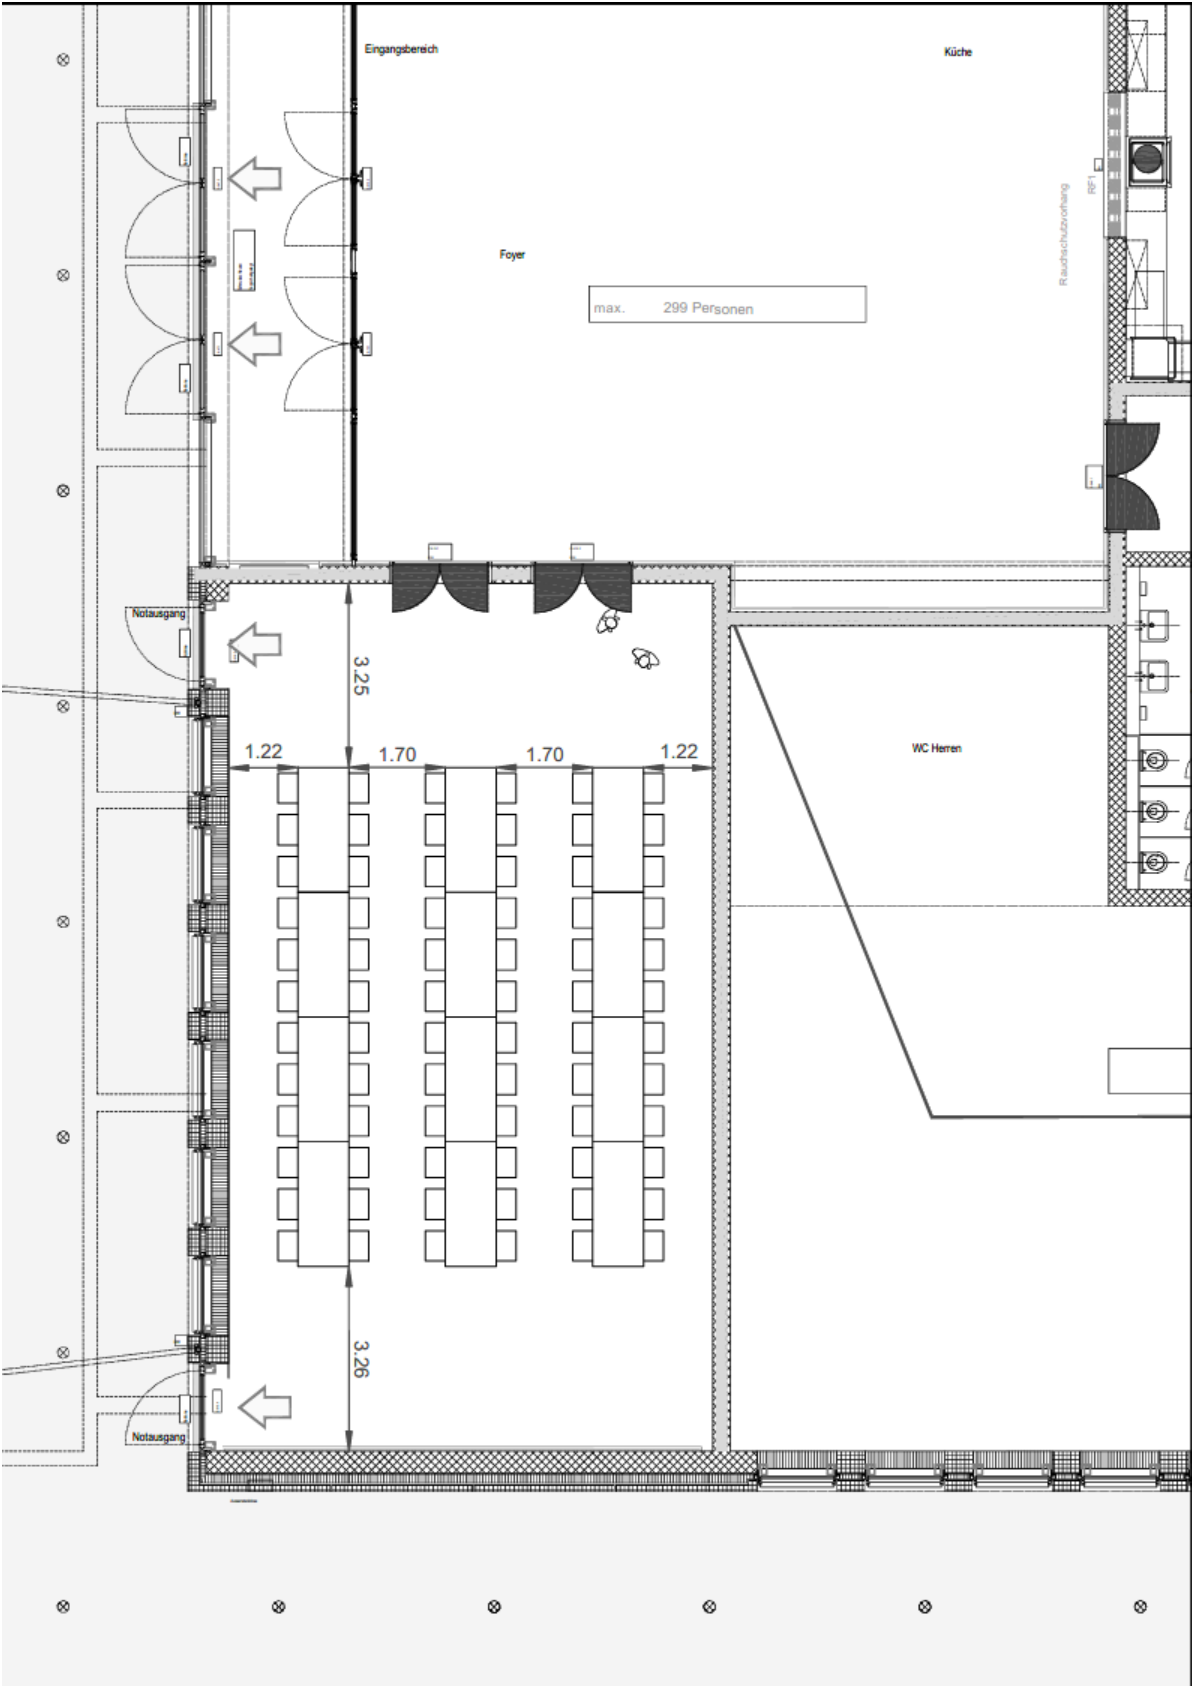 Eingangsbereich
Küche
RF1
Rauchschutzvorhang
Foyer
max. 299 Personen
Notausgang
3.25
1.22
1.70
1.70
1.22
WC Herren
3.26
Notausgang